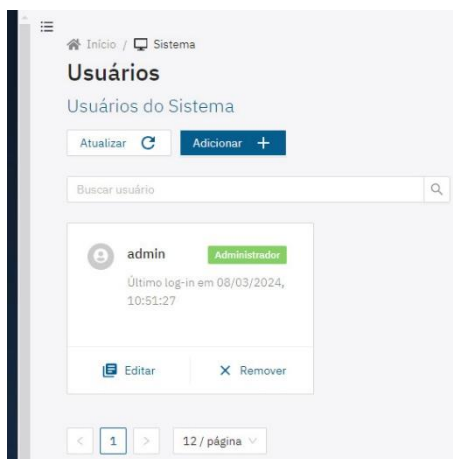 Início / Sistema
Usuários
Usuários do Sistema
Atualizar Adicionar
Buscar usuário
admin Administrador
Último log-in em 08/03/2024,
10:51:27
Editar Remover
< 1 > 12 / página